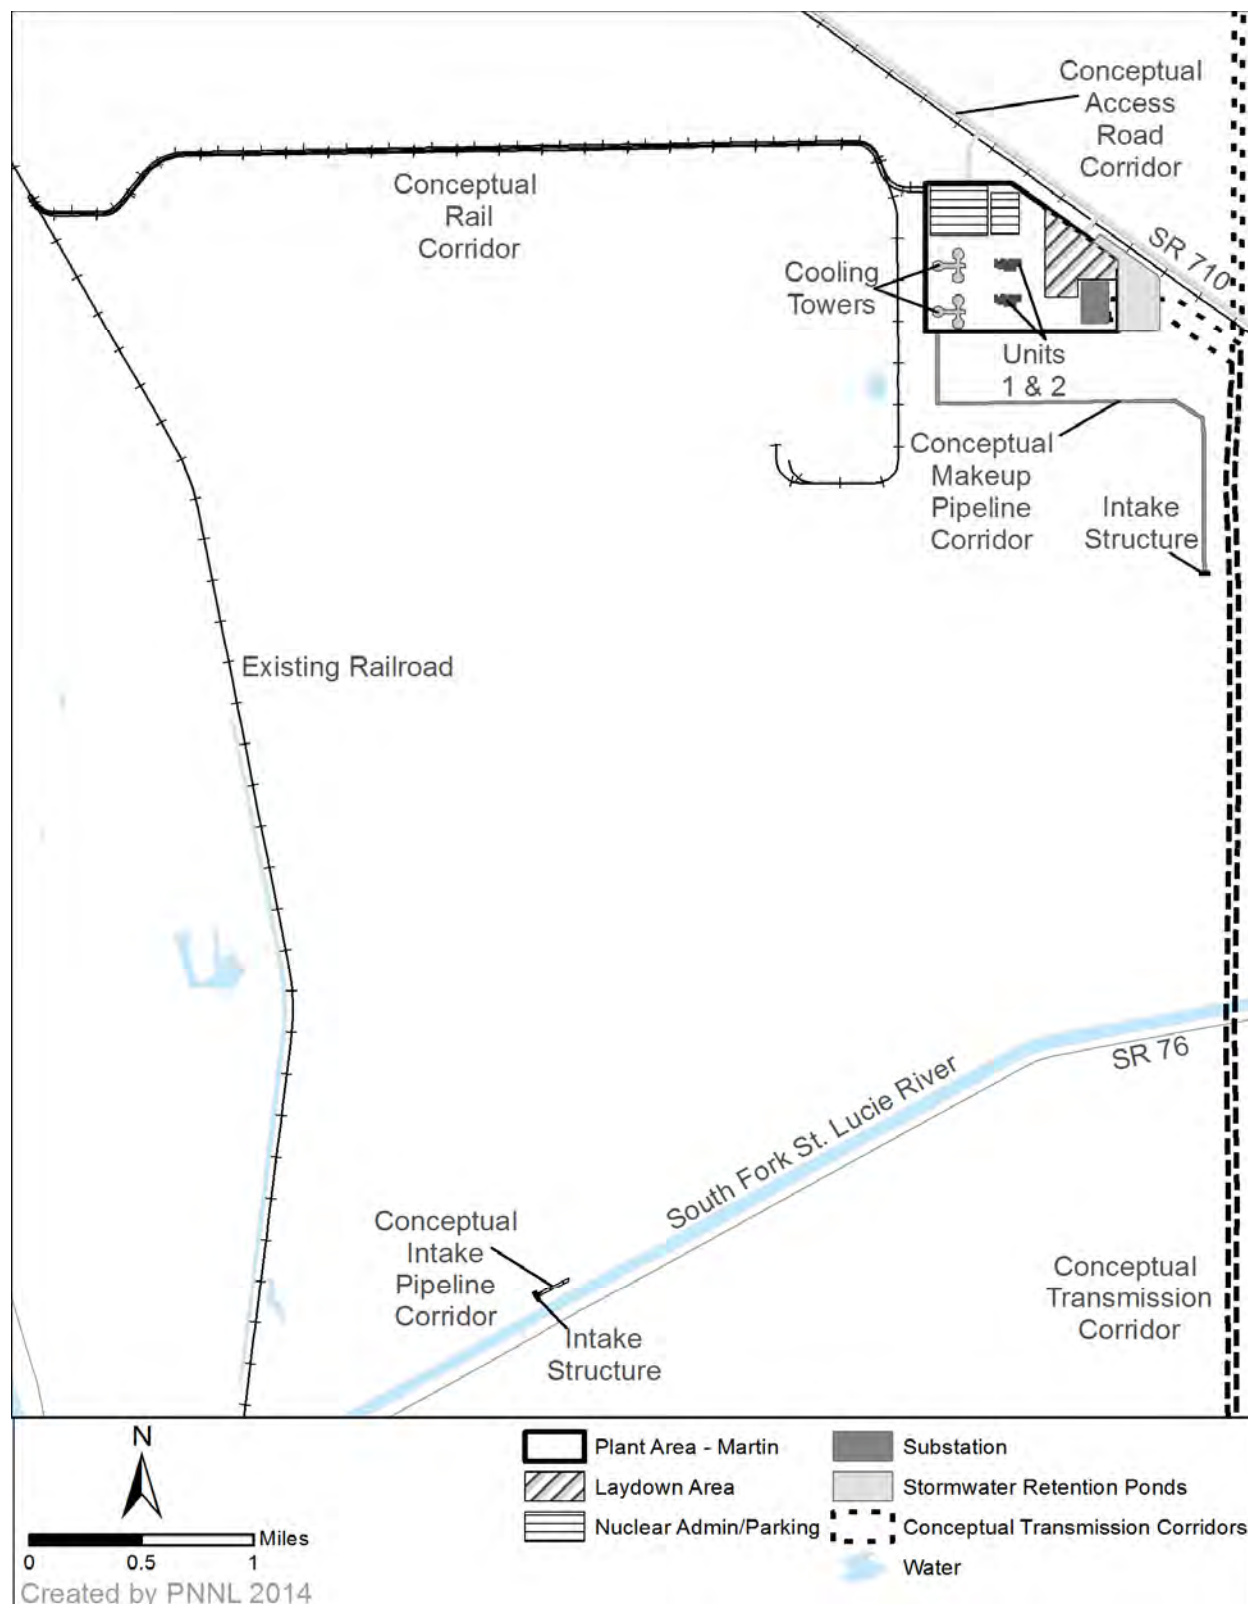 Conceptual
Access
Road
Corridor
Conceptual
Rail
Corridor
SR 710
Cooling
Towers
Units
1 & 2
Conceptual
Makeup
Pipeline
Corridor
Intake
Structure
Existing Railroad
South Fork St. Lucie River
SR 76
Conceptual
Intake
Pipeline
Corridor
Intake
Structure
Conceptual
Transmission
Corridor
N
Miles
0 0.5 1
Created by PNNL 2014
Plant Area - Martin
Laydown Area
Nuclear Admin/Parking
Substation
Stormwater Retention Ponds
Conceptual Transmission Corridors
Water